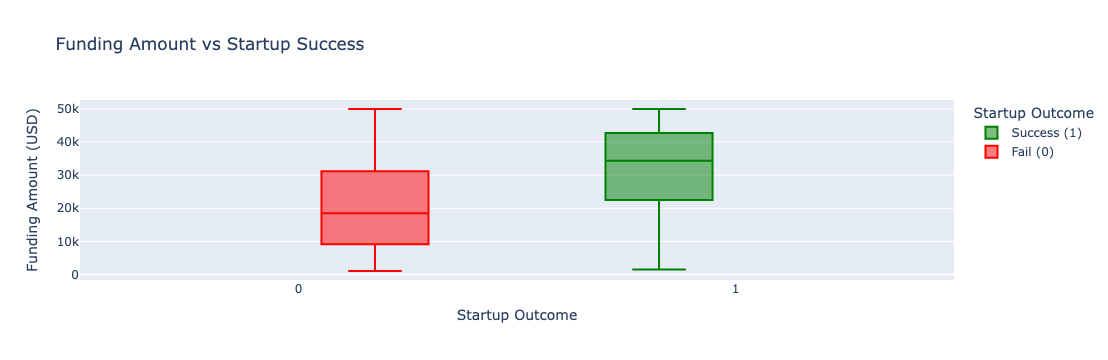 Funding Amount vs Startup Success
Funding Amount (USD)
50k
40k
30k
20k
10k
0
0
1
Startup Outcome
Startup Outcome
Success (1)
Fail (0)